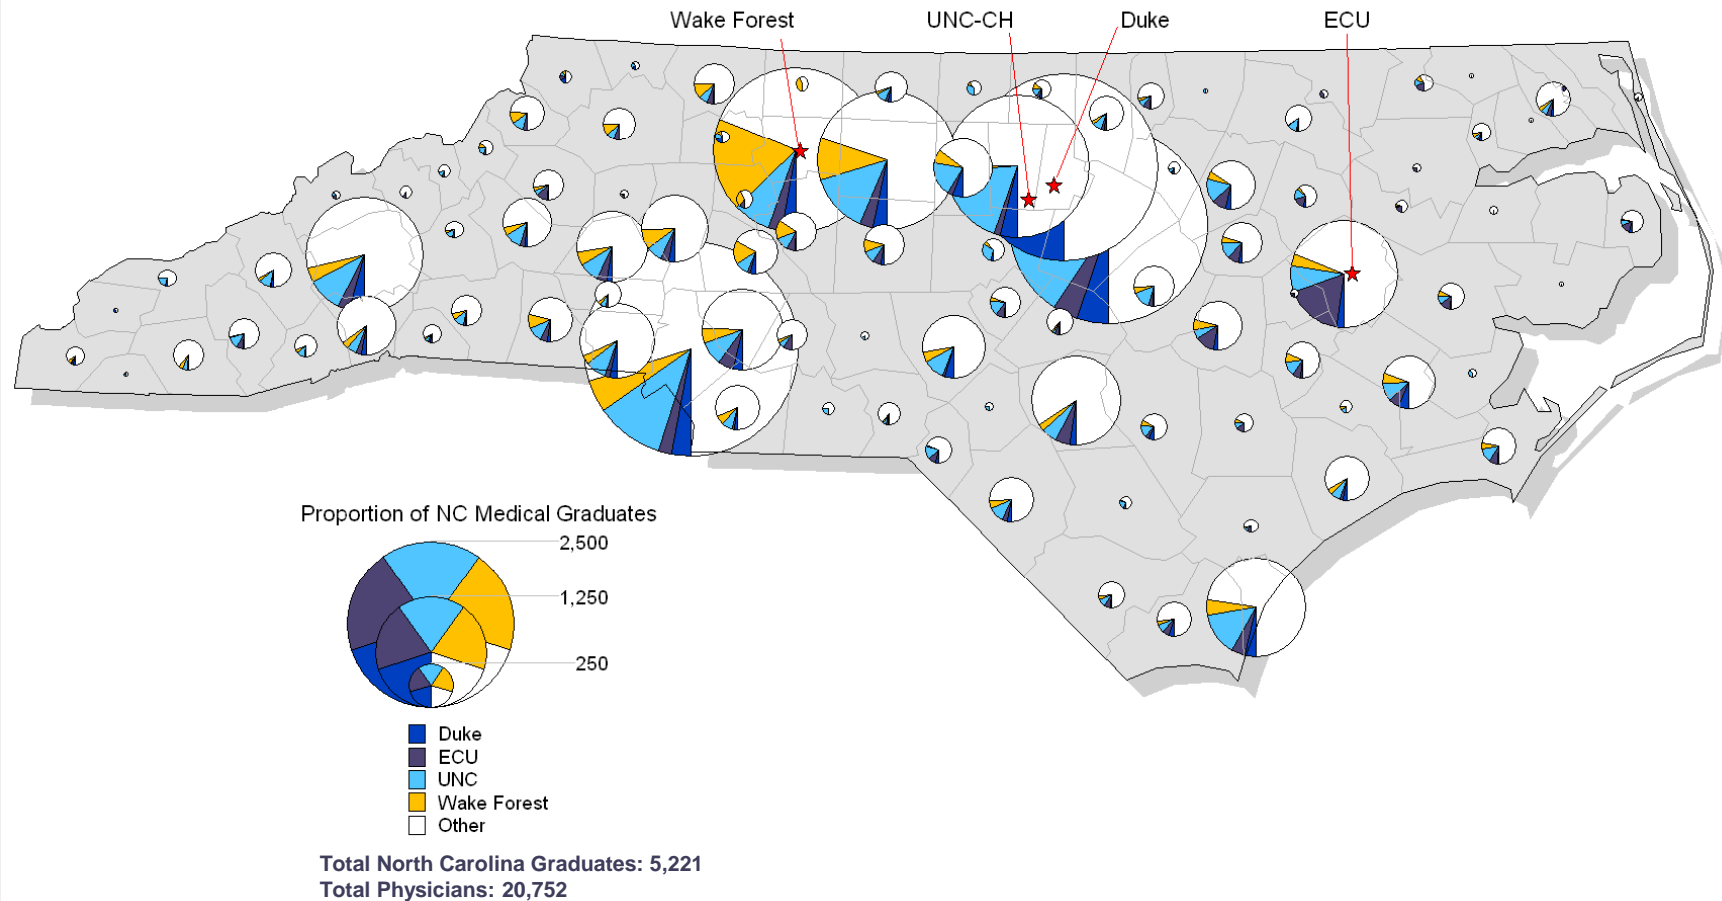 Wake Forest
UNC-CH
Duke
ECU
Proportion of NC Medical Graduates
2,500
1,250
250
Duke
ECU
UNC
Wake Forest
Other
Total North Carolina Graduates: 5,221
Total Physicians: 20,752